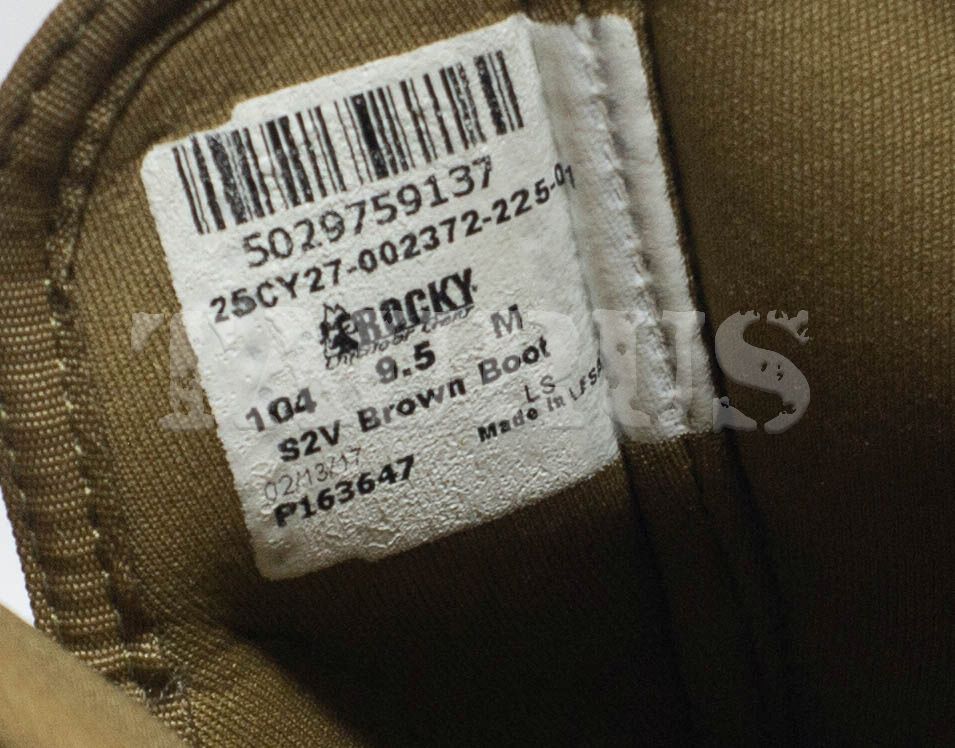 5029759137
25CY27-002372-225-01
ROCKY
104 9.5 M
S2V Brown Boot
02/13/17 LS
P163647 Made in